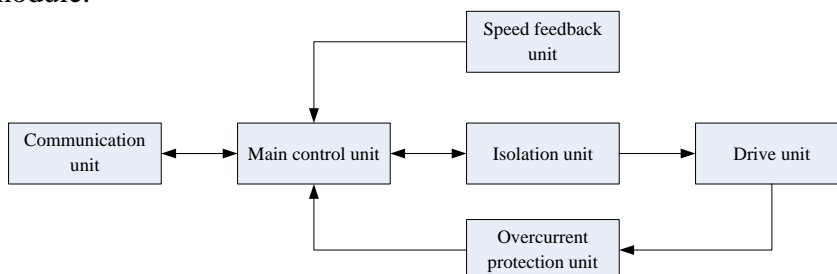 module.
Speed feedback
unit
Communication
unit
Main control unit
Isolation unit
Drive unit
Overcurrent
protection unit